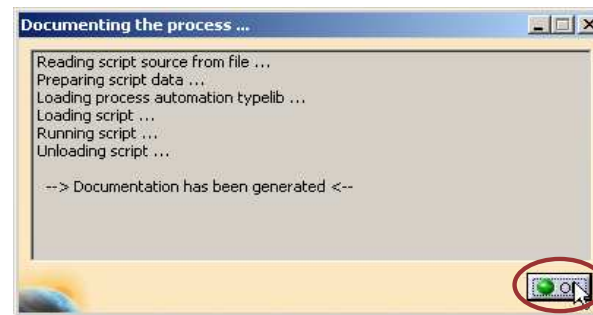 Documenting the process ...
Reading script source from file ...
Preparing script data ...
Loading process automation typelib ...
Loading script ...
Running script ...
Unloading script ...
--> Documentation has been generated <--
OK